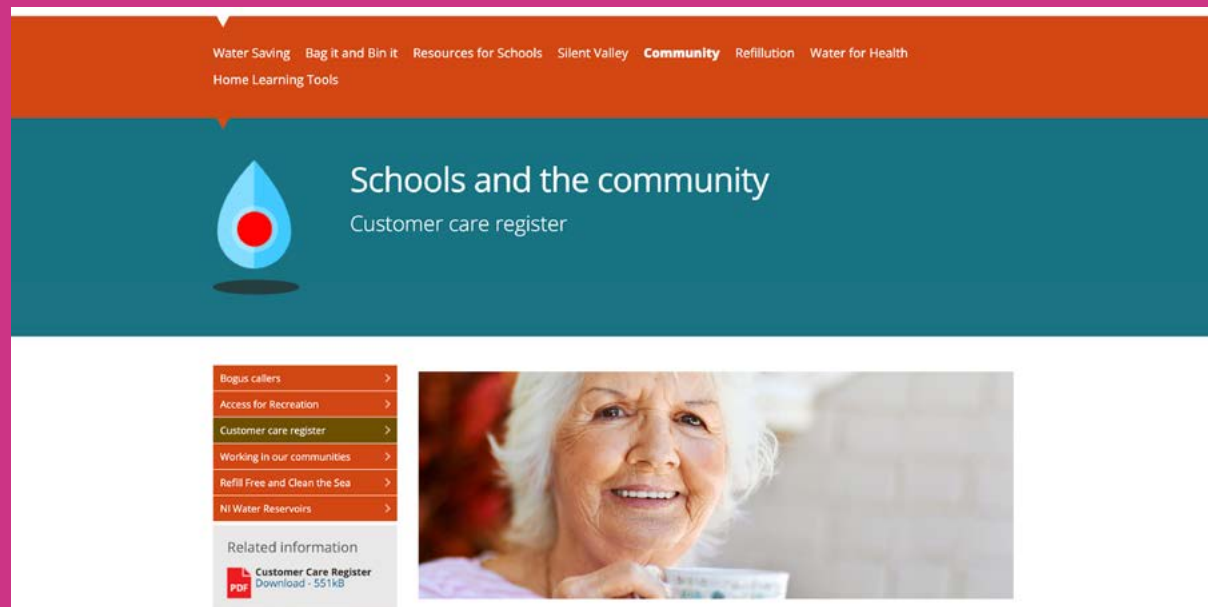 Water Saving Bag it and Bin it Resources for Schools Silent Valley Community Refillution Water for Health
Home Learning Tools
Schools and the community
Customer care register
Bogus callers
Access for Recreation
Customer care register
Working in our communities
Refill Free and Clean the Sea
NI Water Reservoirs
Related information
PDF
Customer Care Register
Download - 551kB